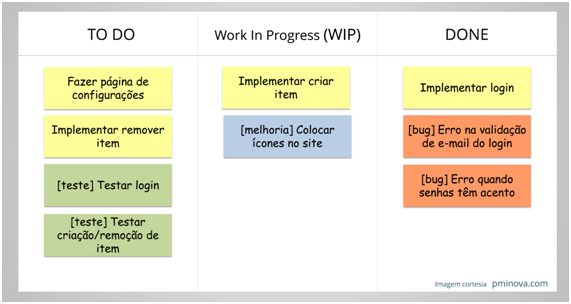 TO DO
Fazer página de
configurações
Implementar remover
item
[teste] Testar login
[teste] Testar
criação/remoção de
item
Work In Progress (WIP)
Implementar criar
item
[melhoria] Colocar
ícones no site
DONE
Implementar login
[bug] Erro na validação
de e-mail do login
[bug] Erro quando
senhas têm acento
Imagem cortesia pminova.com